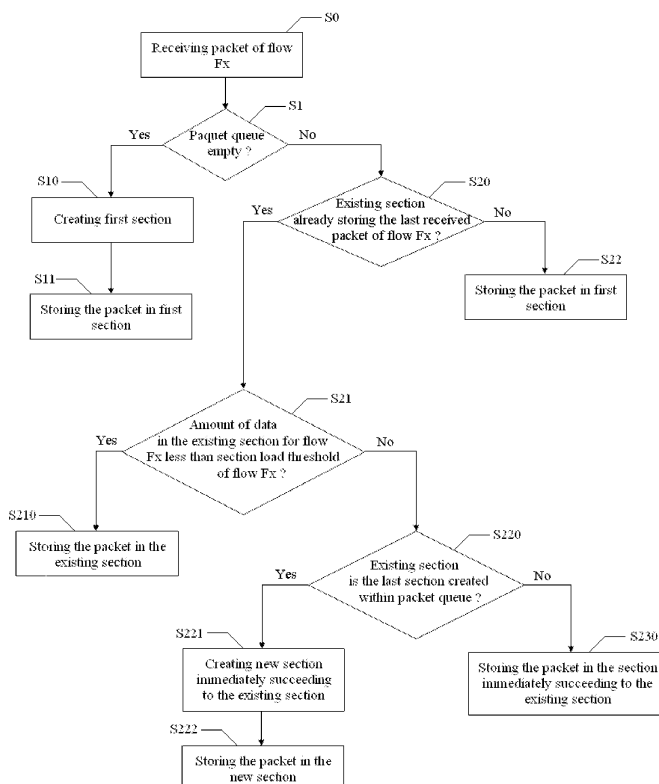 S0
Receiving packet of flow
Fx
S1
Yes
Paquet queue
empty ?
No
S10
Creating first section
S20
Yes
Existing section
already storing the last received
packet of flow Fx ?
No
S11
Storing the packet in first
section
S22
Storing the packet in first
section
S21
Yes
Amount of data
in the existing section for flow
Fx less than section load threshold
of flow Fx ?
No
S210
Storing the packet in the
existing section
S220
Yes
Existing section
is the last section created
within packet queue ?
No
S221
Creating new section
immediately succeeding
to the existing section
S230
Storing the packet in the section
immediately succeeding to the
existing section
S222
Storing the packet in the
new section